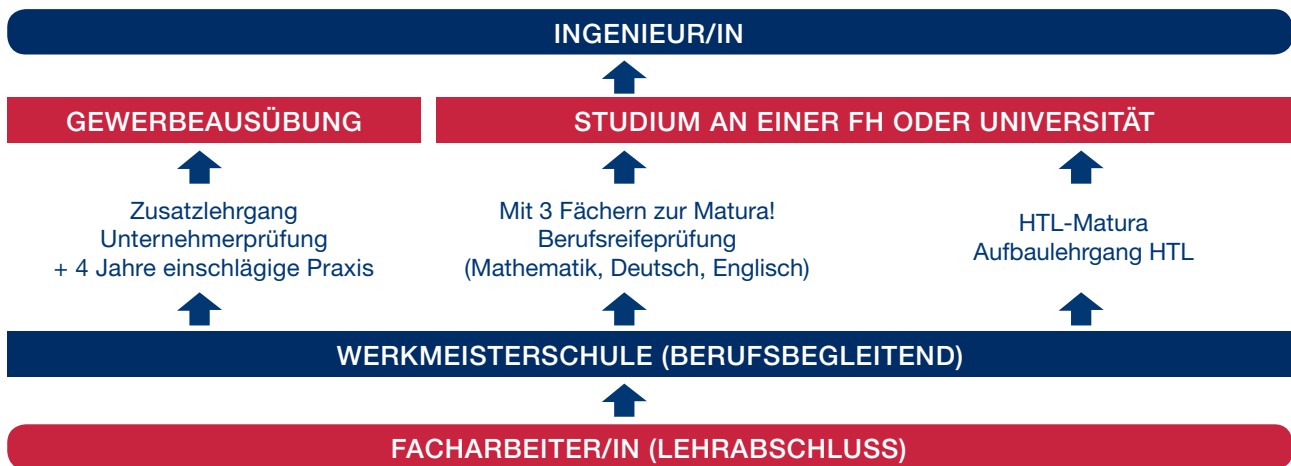 INGENIEUR/IN
GEWERBEAUSÜBUNG
STUDIUM AN EINER FH ODER UNIVERSITÄT
Zusatzlehrgang
Unternehmerprüfung
+ 4 Jahre einschlägige Praxis
Mit 3 Fächern zur Matura!
Berufsreifeprüfung
(Mathematik, Deutsch, Englisch)
HTL-Matura
Aufbaulehrgang HTL
WERKMEISTERSCHULE (BERUFSBEGLEITEND)
FACHARBEITER/IN (LEHRABSCHLUSS)